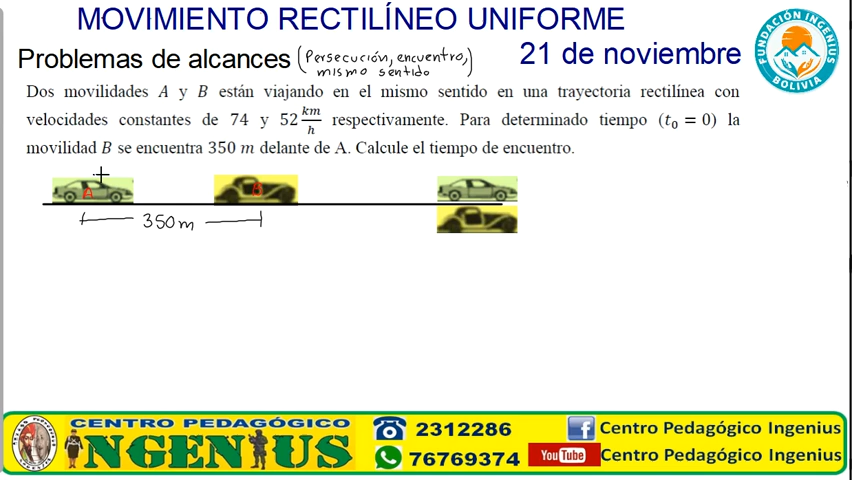 MOVIMIENTO RECTILÍNEO UNIFORME
Problemas de alcances (Persecución, encuentro, mismo sentido)
21 de noviembre
Dos movilidades A y B están viajando en el mismo sentido en una trayectoria rectilínea con
velocidades constantes de 74 y 52 km/h respectivamente. Para determinado tiempo (t₀ = 0) la
movilidad B se encuentra 350 m delante de A. Calcule el tiempo de encuentro.
A
A
350m
FUNDACIÓN INGENIUS
BOLIVIA
CENTRO PEDAGÓGICO
INGENIUS
2312286
76769374
f Centro Pedagógico Ingenius
YouTube Centro Pedagógico Ingenius